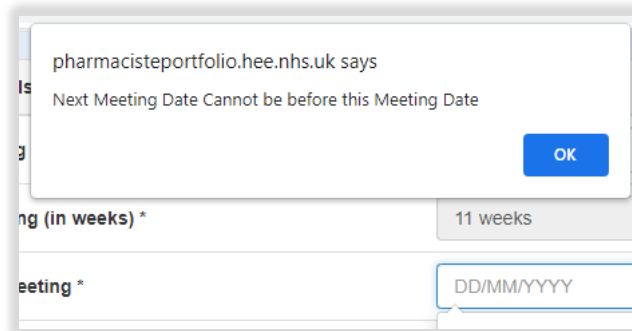 pharmacisteportfolio.hee.nhs.uk says
ls
Next Meeting Date Cannot be before this Meeting Date
g
OK
ng (in weeks) *
11 weeks
eeting *
DD/MM/YYYY